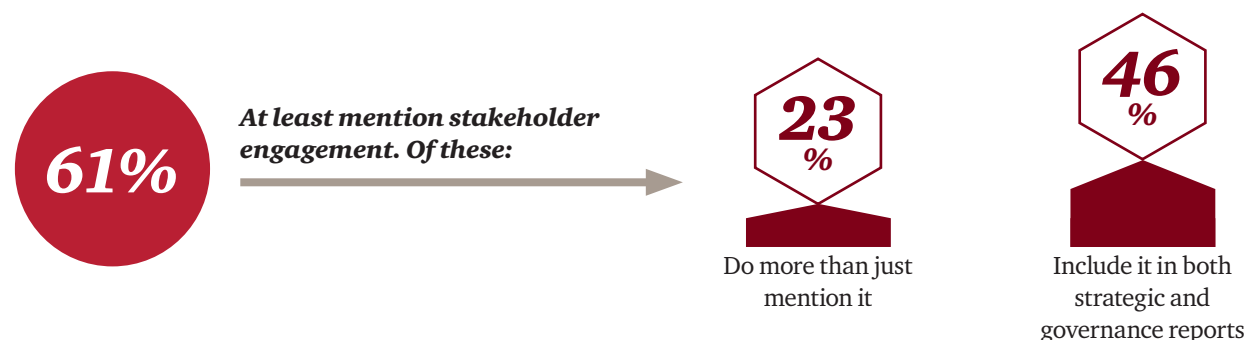 61%
At least mention stakeholder
engagement. Of these:
23
%
Do more than just
mention it
46
%
Include it in both
strategic and
governance reports